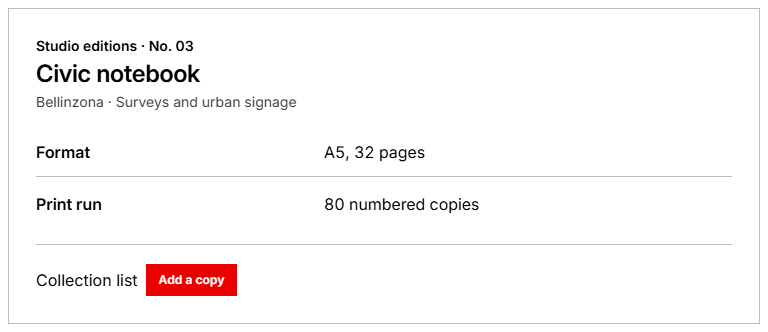 Studio editions · No. 03
Civic notebook
Bellinzona · Surveys and urban signage
Format A5, 32 pages
Print run 80 numbered copies
Collection list Add a copy